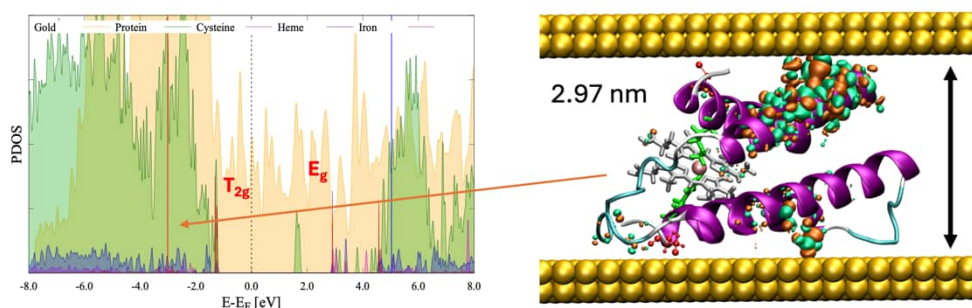 Gold Protein Cysteine Heme Iron
2.97 nm
PDOS
T2g
Eg
-8.0 -6.0 -4.0 -2.0 0.0 2.0 4.0 6.0 8.0
E-EF [eV]